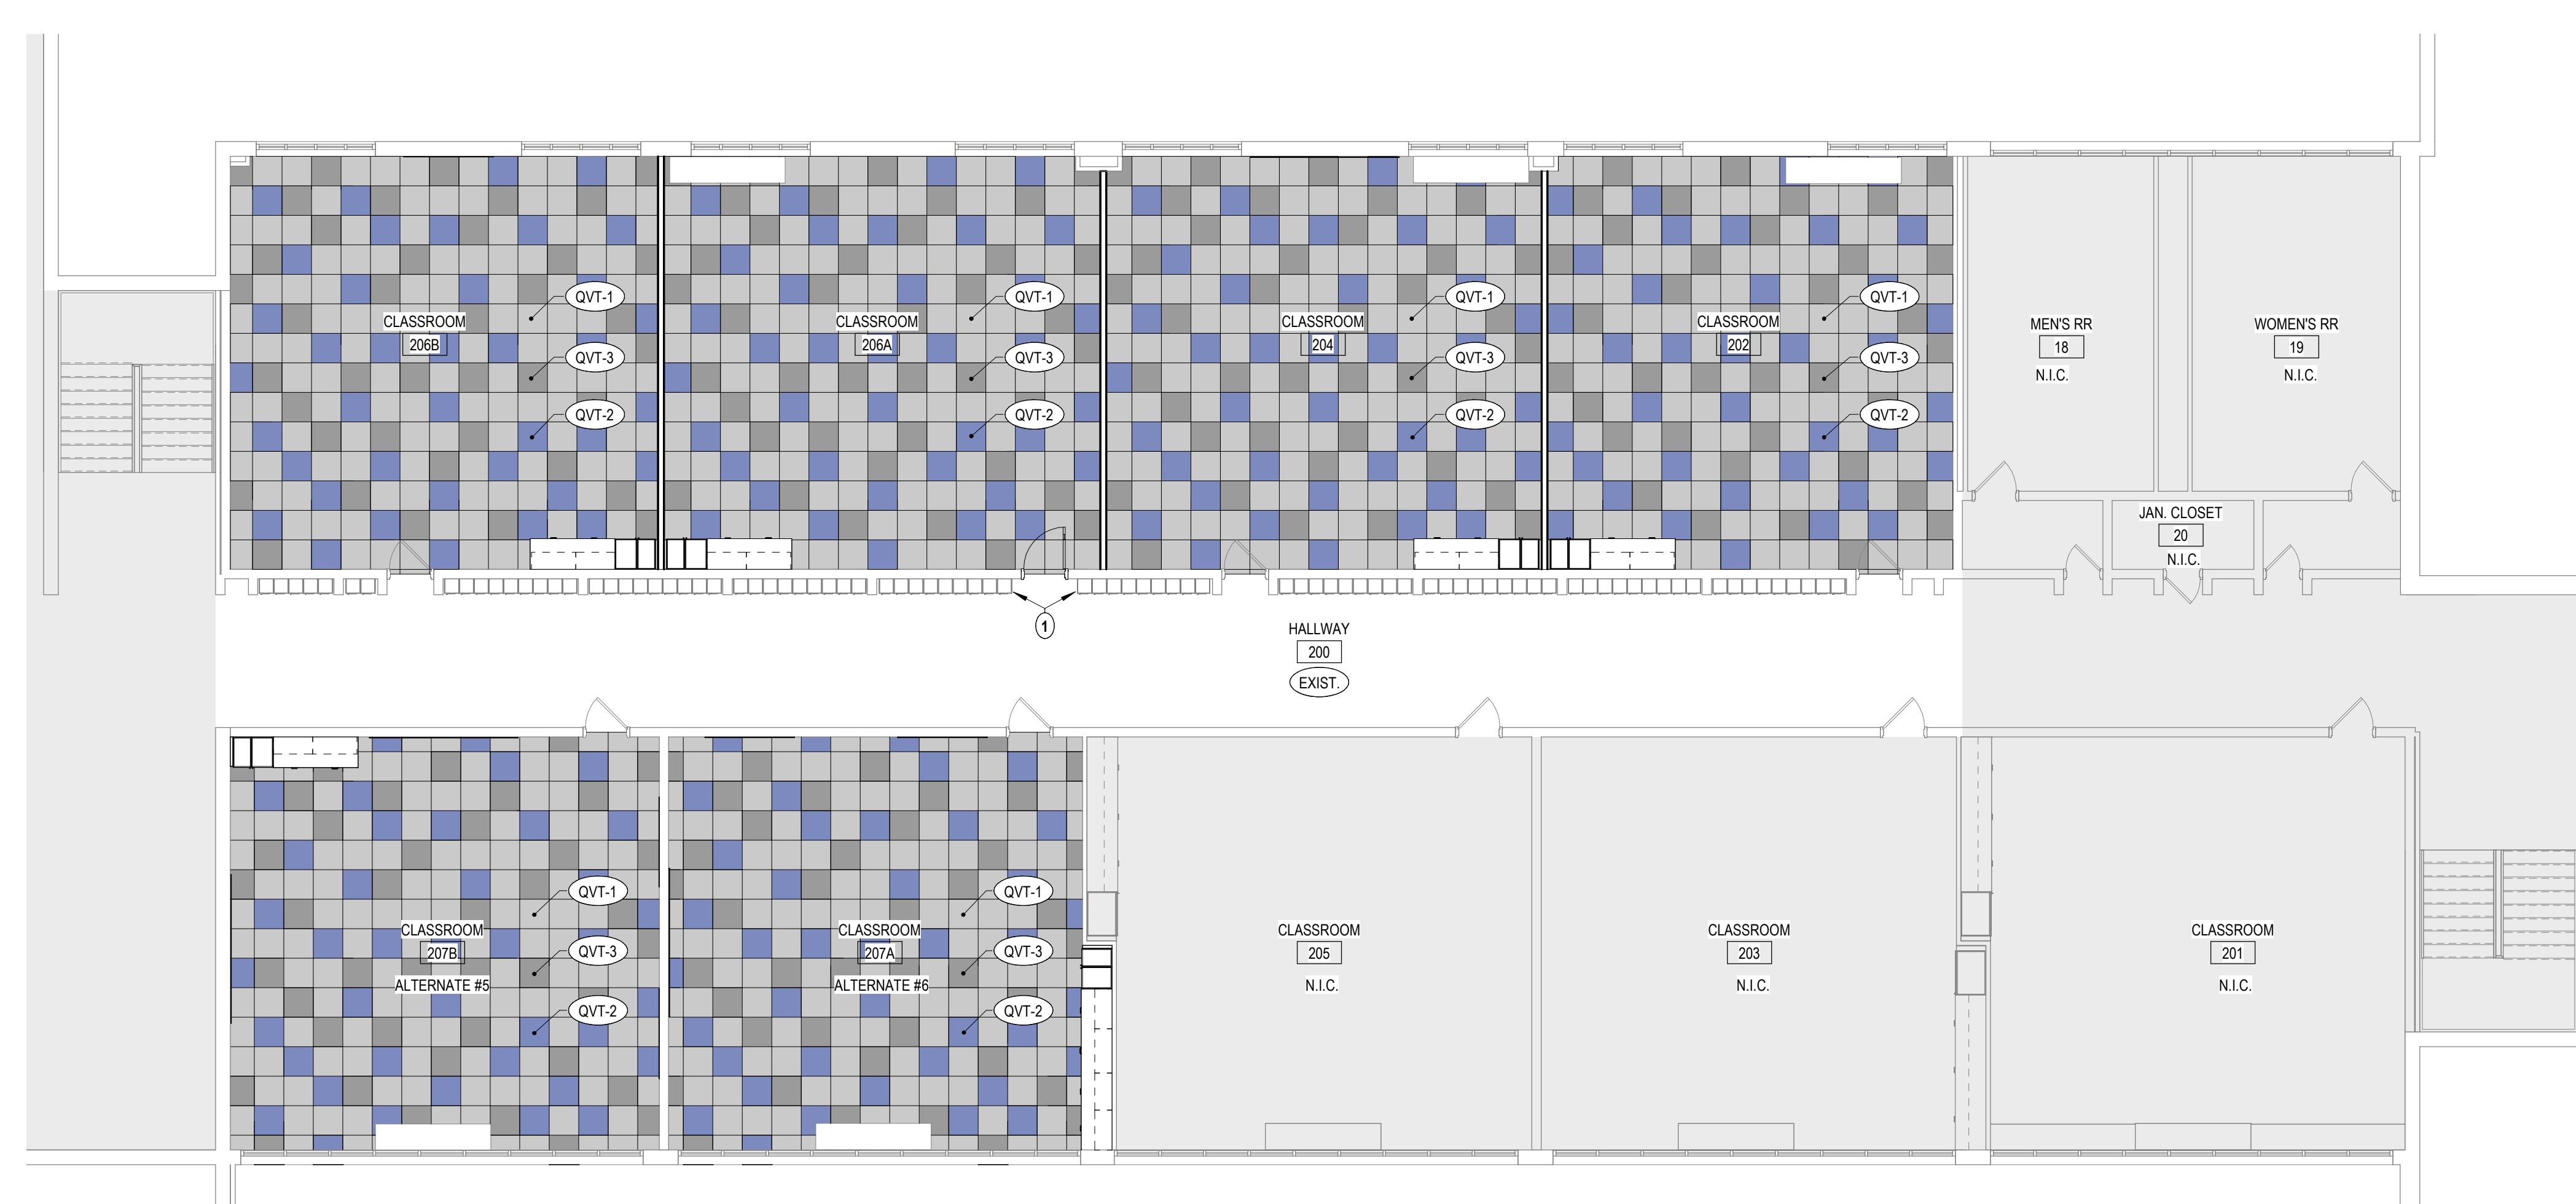 QVT-1
QVT-3
QVT-2
CLASSROOM
206B
QVT-1
QVT-3
QVT-2
CLASSROOM
206A
QVT-1
QVT-3
QVT-2
CLASSROOM
204
QVT-1
QVT-3
QVT-2
CLASSROOM
202
MEN'S RR
18
N.I.C.
WOMEN'S RR
19
N.I.C.
JAN. CLOSET
20
N.I.C.
1
HALLWAY
200
EXIST.
QVT-1
QVT-3
QVT-2
CLASSROOM
207B
ALTERNATE #5
QVT-1
QVT-3
QVT-2
CLASSROOM
207A
ALTERNATE #6
CLASSROOM
205
N.I.C.
CLASSROOM
203
N.I.C.
CLASSROOM
201
N.I.C.